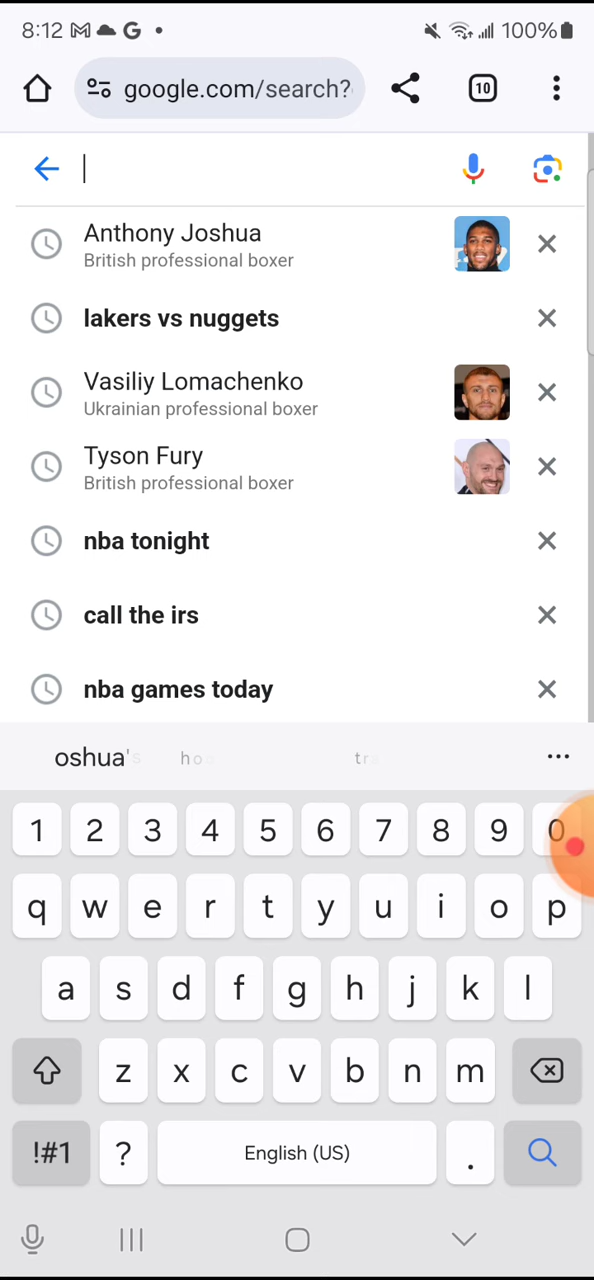 8:12
100%
google.com/search?
10
Anthony Joshua
British professional boxer
lakers vs nuggets
Vasiliy Lomachenko
Ukrainian professional boxer
Tyson Fury
British professional boxer
nba tonight
call the irs
nba games today
oshua's ho tr
1 2 3 4 5 6 7 8 9 0
q w e r t y u i o p
a s d f g h j k l
z x c v b n m
!#1 ? English (US) .